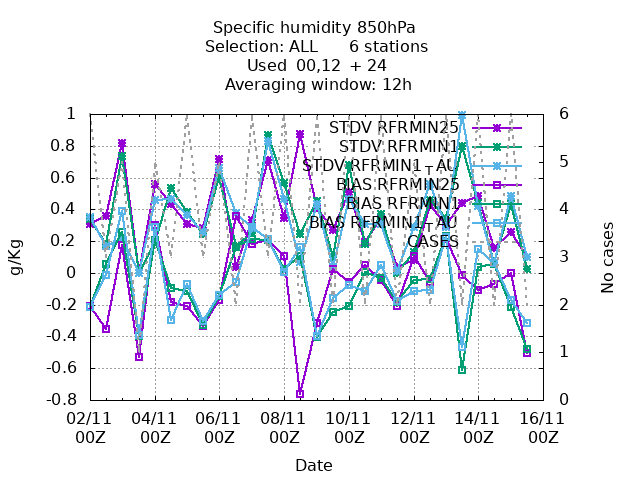 Specific humidity 850hPa
Selection: ALL 6 stations
Used 00,12 + 24
Averaging window: 12h
STDV RFRMIN25
STDV RFRMIN1
STDV RFRMIN1-AU
BIAS RFRMIN25
BIAS RFRMIN1
BIAS RFRMIN1-AU
CASES
g/Kg
1
0.8
0.6
0.4
0.2
0
-0.2
-0.4
-0.6
-0.8
No cases
6
5
4
3
2
1
0
02/11 04/11 06/11 08/11 10/11 12/11 14/11 16/11
00Z 00Z 00Z 00Z 00Z 00Z 00Z 00Z
Date